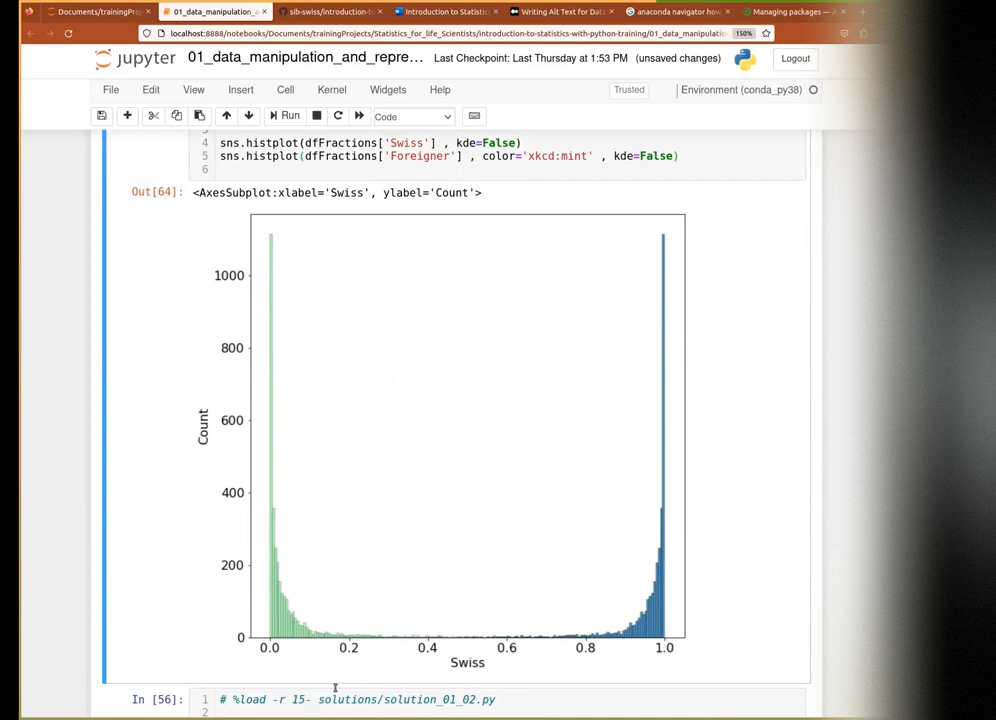 Documents/trainingProj
01_data_manipulation_a
sib-swiss/introduction-to
Introduction to Statistic
Writing Alt Text for Data
anaconda navigator how
Managing packages — A
localhost:8888/notebooks/Documents/trainingProjects/Statistics_for_life_Scientists/introduction-to-statistics-with-python-training/01_data_manipulatio
150%
jupyter
01_data_manipulation_and_repre...
Last Checkpoint: Last Thursday at 1:53 PM (unsaved changes)
Logout
File Edit View Insert Cell Kernel Widgets Help
Trusted
Environment (conda_py38)
Run
Code
4 sns.histplot(dfFractions['Swiss'] , kde=False)
5 sns.histplot(dfFractions['Foreigner'] , color='xkcd:mint' , kde=False)
6
Out[64]: <AxesSubplot:xlabel='Swiss', ylabel='Count'>
1000
800
600
400
200
0
Count
0.0 0.2 0.4 0.6 0.8 1.0
Swiss
In [56]: 1 # %load -r 15- solutions/solution_01_02.py
2